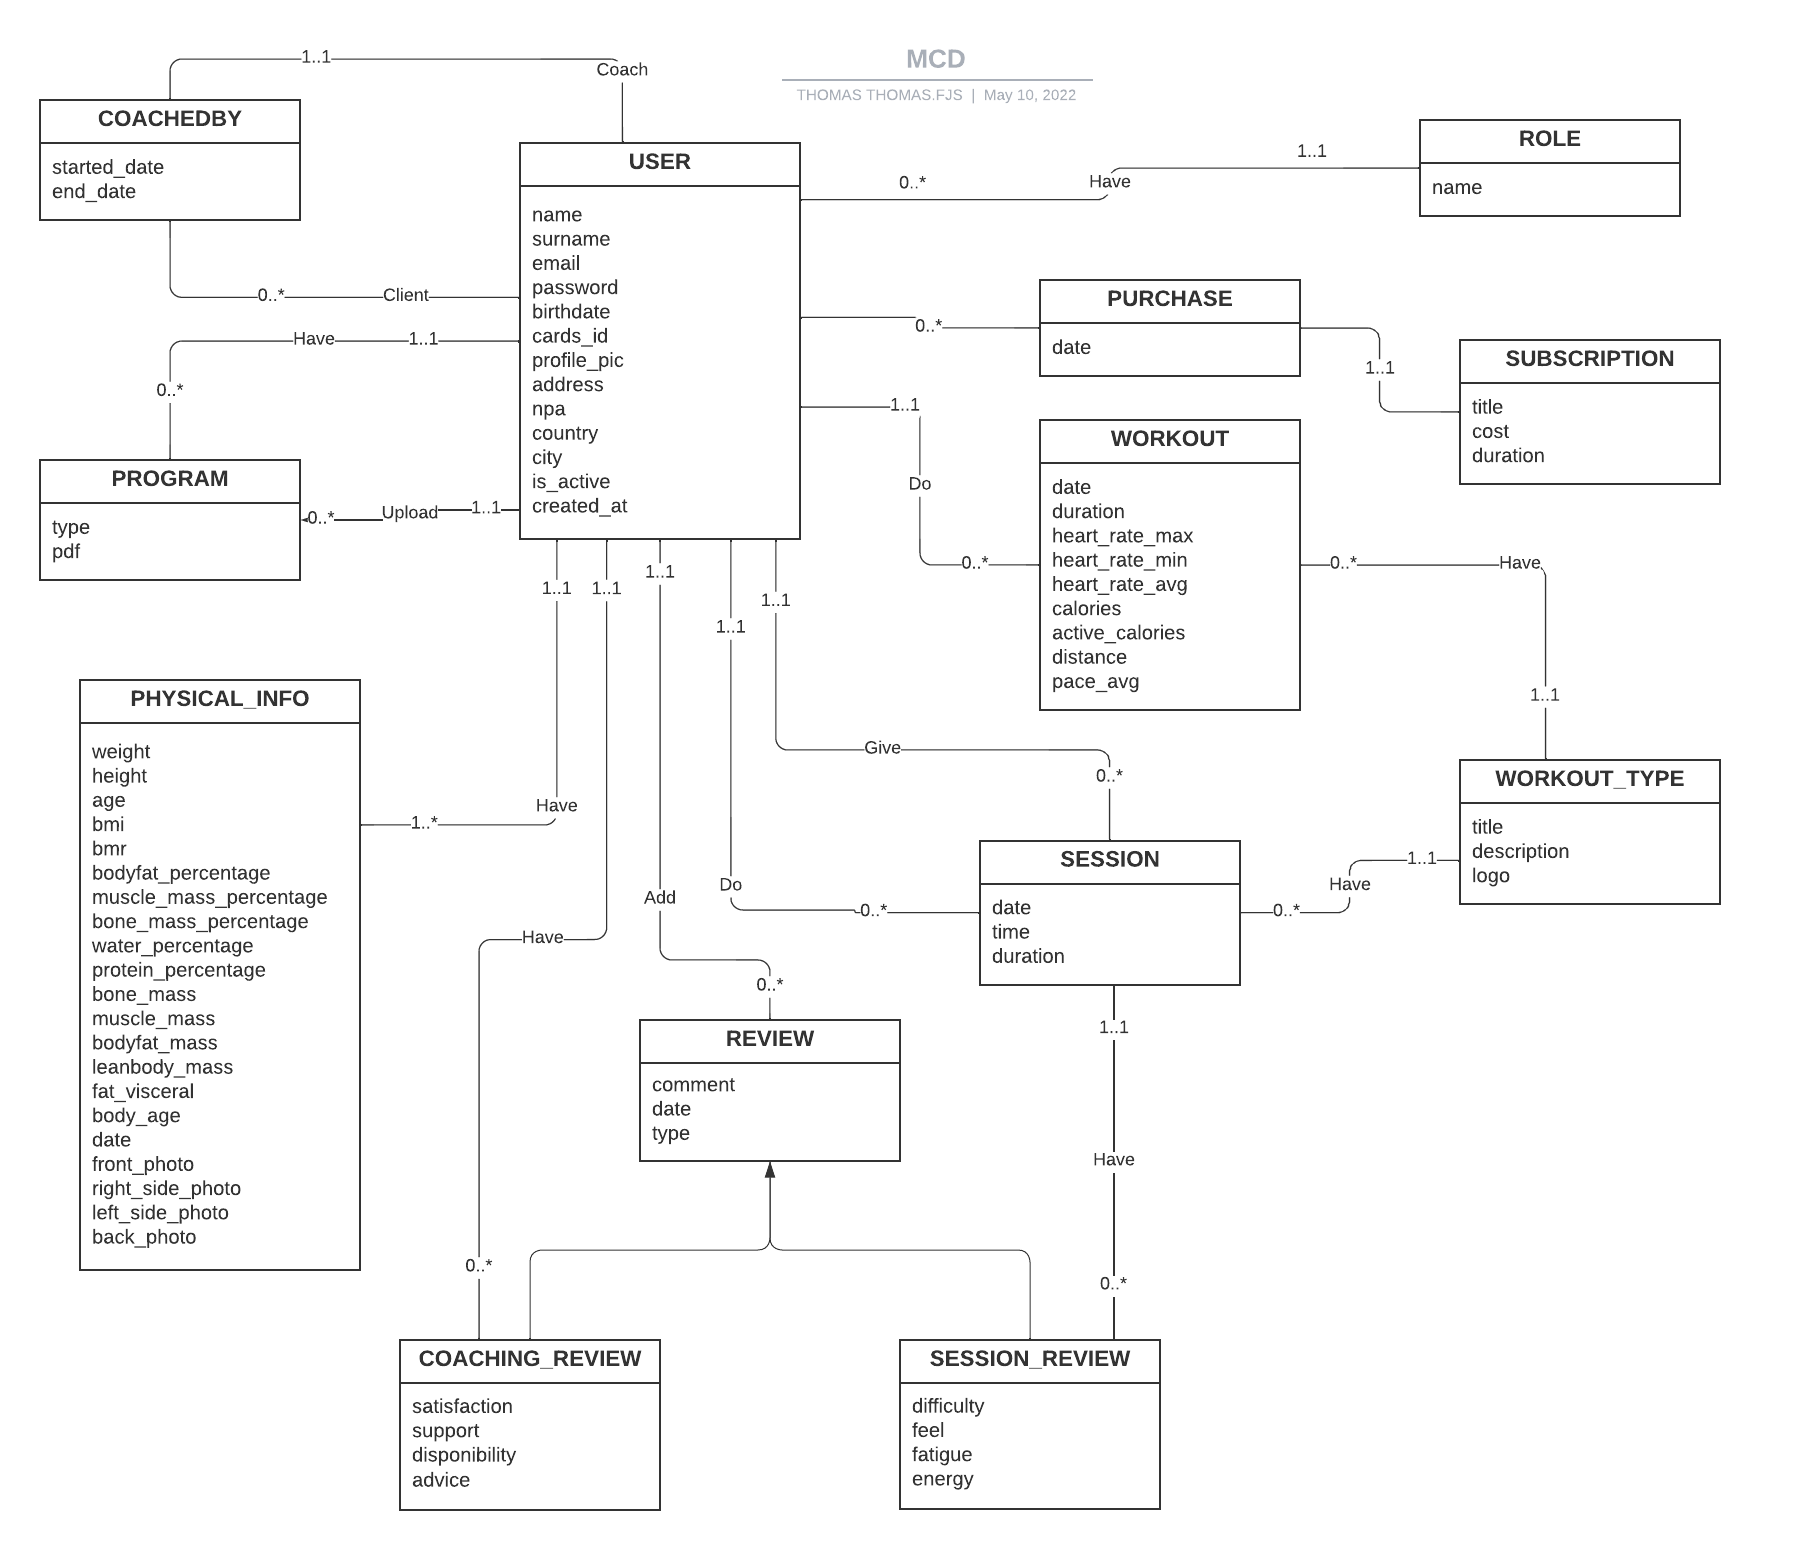 MCD
THOMAS THOMAS.FJS | May 10, 2022
1..1
Coach
COACHEDBY
started_date
end_date
0..*
Client
USER
name
surname
email
password
birthdate
cards_id
profile_pic
address
npa
country
city
is_active
created_at
0..*
Have
1..1
ROLE
name
Have
1..1
0..*
PROGRAM
type
pdf
0..*
Upload
1..1
0..*
PURCHASE
date
1..1
SUBSCRIPTION
title
cost
duration
1..1
Do
0..*
WORKOUT
date
duration
heart_rate_max
heart_rate_min
heart_rate_avg
calories
active_calories
distance
pace_avg
0..*
Have
1..1
WORKOUT_TYPE
title
description
logo
1..1
1..1
1..1
1..1
1..1
PHYSICAL_INFO
weight
height
age
bmi
bmr
bodyfat_percentage
muscle_mass_percentage
bone_mass_percentage
water_percentage
protein_percentage
bone_mass
muscle_mass
bodyfat_mass
leanbody_mass
fat_visceral
body_age
date
front_photo
right_side_photo
left_side_photo
back_photo
1..*
Have
Have
0..*
Add
0..*
Do
0..*
Give
0..*
SESSION
date
time
duration
0..*
Have
1..1
REVIEW
comment
date
type
1..1
Have
0..*
COACHING_REVIEW
satisfaction
support
disponibility
advice
SESSION_REVIEW
difficulty
feel
fatigue
energy